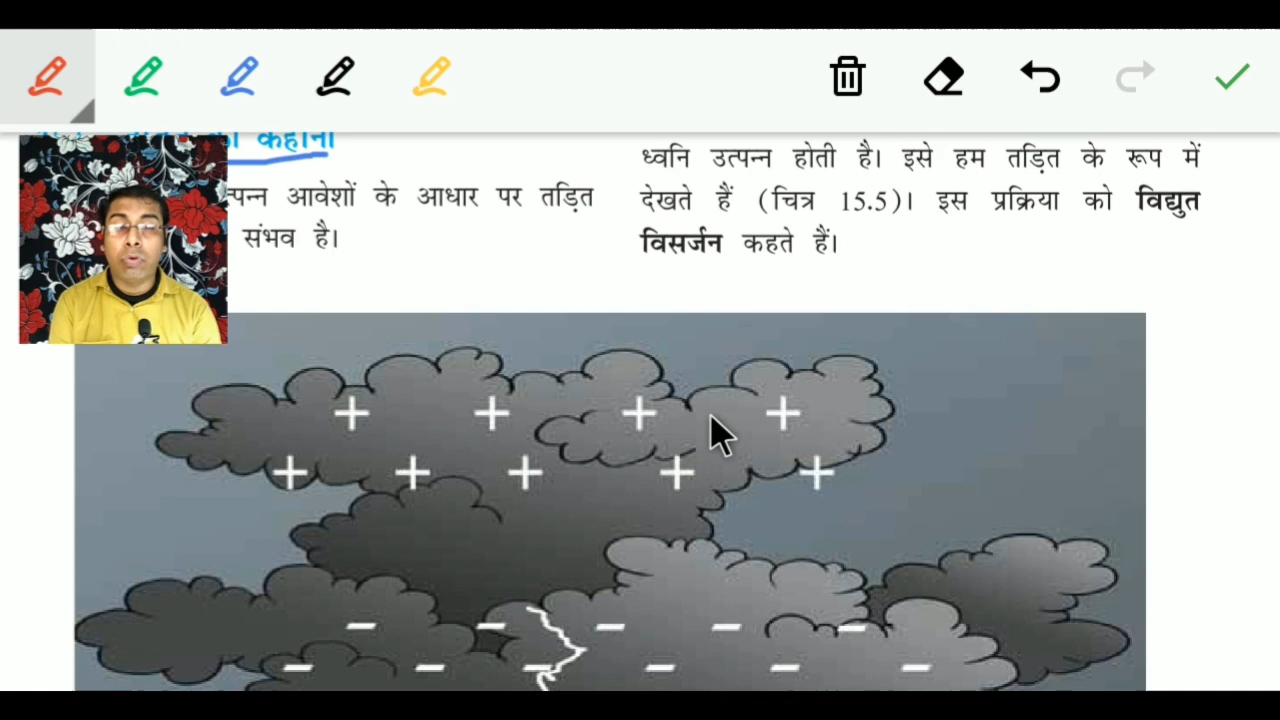 कहानी
त्पन्न आवेशों के आधार पर तड़ित
संभव है।
ध्वनि उत्पन्न होती है। इसे हम तड़ित के रूप में
देखते हैं (चित्र 15.5)। इस प्रक्रिया को विद्युत
विसर्जन कहते हैं।
+ + + +
+ + + + +
- - - - -
- - - - - -